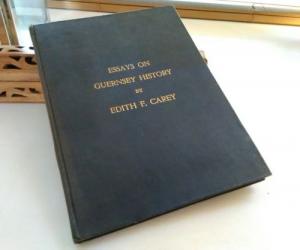 ESSAYS ON
GUERNSEY HISTORY
BY
EDITH F. CAREY